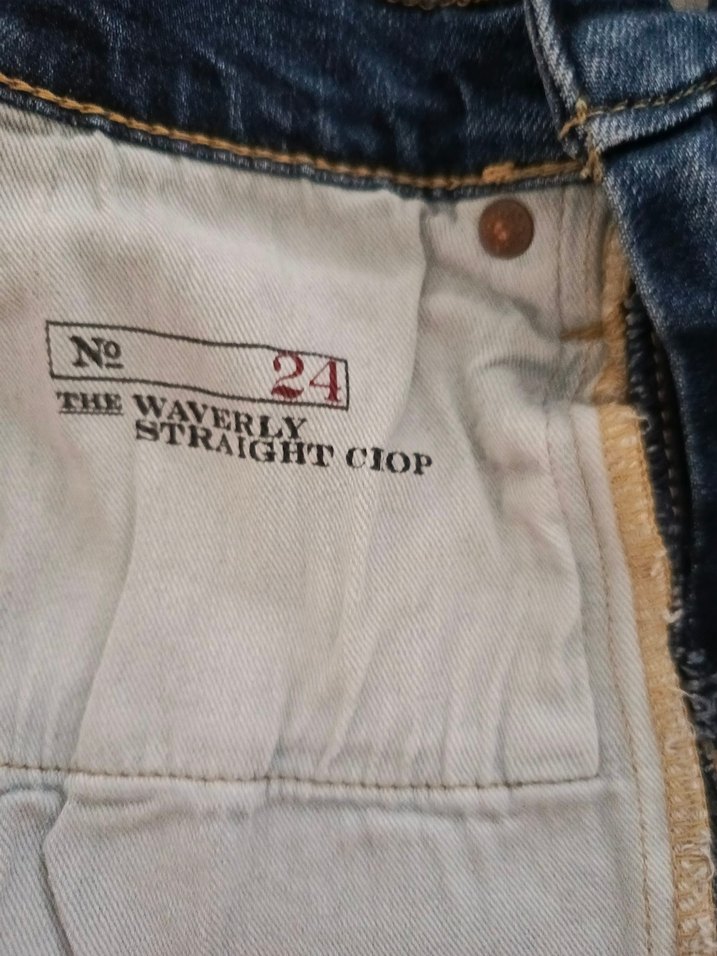 Nº 24
THE WAVERLY
STRAIGHT CIOP